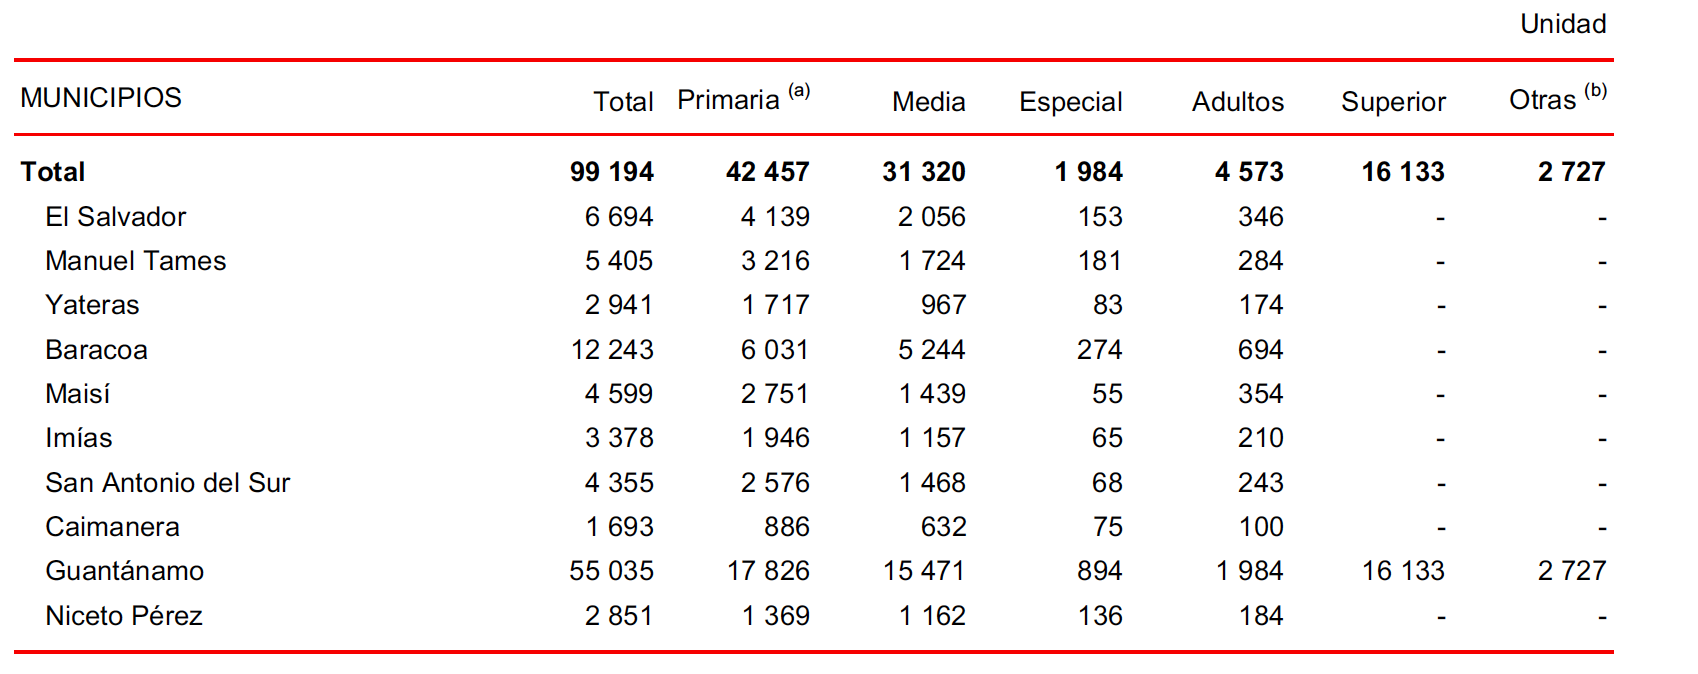 Unidad
MUNICIPIOS Total Primaria (a) Media Especial Adultos Superior Otras (b)
Total 99 194 42 457 31 320 1 984 4 573 16 133 2 727
El Salvador 6 694 4 139 2 056 153 346 - -
Manuel Tames 5 405 3 216 1 724 181 284 - -
Yateras 2 941 1 717 967 83 174 - -
Baracoa 12 243 6 031 5 244 274 694 - -
Maisí 4 599 2 751 1 439 55 354 - -
Imías 3 378 1 946 1 157 65 210 - -
San Antonio del Sur 4 355 2 576 1 468 68 243 - -
Caimanera 1 693 886 632 75 100 - -
Guantánamo 55 035 17 826 15 471 894 1 984 16 133 2 727
Niceto Pérez 2 851 1 369 1 162 136 184 - -